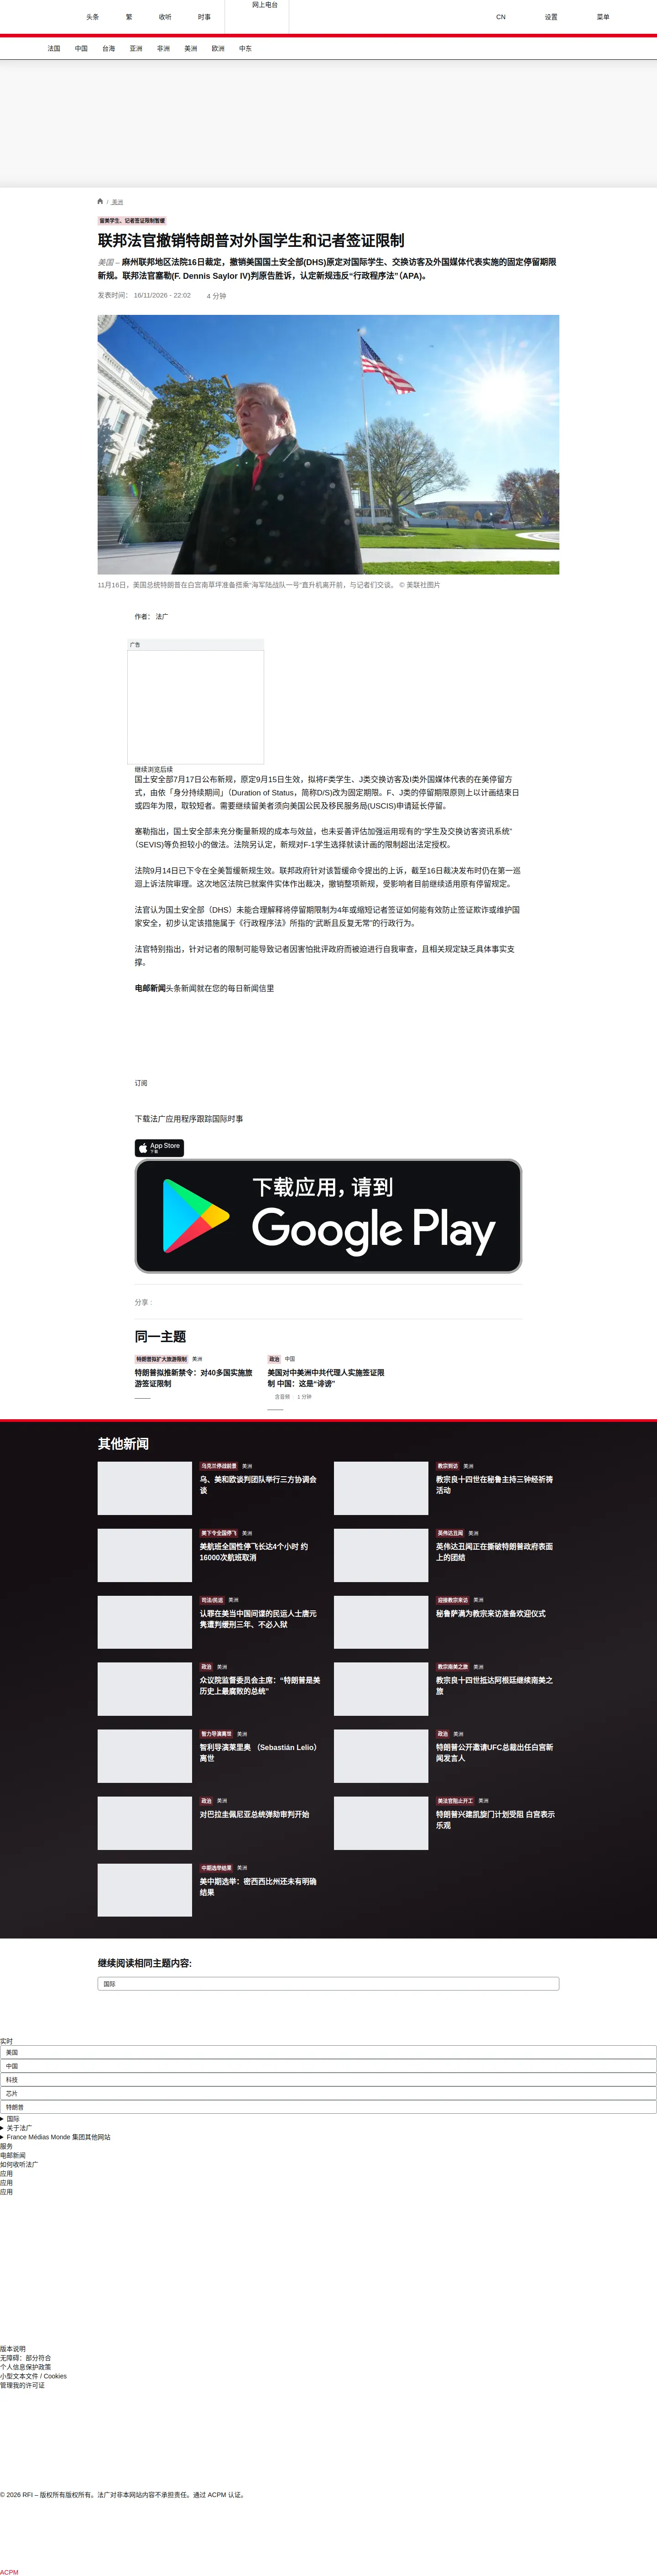 头条
繁
收听
时事
网上电台
CN
设置
菜单
法国
中国
台海
亚洲
非洲
美洲
欧洲
中东
/ 美洲
留美学生、记者签证限制暂缓
联邦法官撤销特朗普对外国学生和记者签证限制
美国 – 麻州联邦地区法院16日裁定，撤销美国国土安全部(DHS)原定对国际学生、交换访客及外国媒体代表实施的固定停留期限
新规。联邦法官塞勒(F. Dennis Saylor IV)判原告胜诉，认定新规违反“行政程序法”（APA)。
发表时间： 16/11/2026 - 22:02
4 分钟
11月16日，美国总统特朗普在白宫南草坪准备搭乘“海军陆战队一号”直升机离开前，与记者们交谈。 © 美联社图片
作者： 法广
广告
继续浏览后续
国土安全部7月17日公布新规，原定9月15日生效，拟将F类学生、J类交换访客及I类外国媒体代表的在美停留方
式，由依「身分持续期间」（Duration of Status，简称D/S)改为固定期限。F、J类的停留期限原则上以计画结束日
或四年为限，取较短者。需要继续留美者须向美国公民及移民服务局(USCIS)申请延长停留。
塞勒指出，国土安全部未充分衡量新规的成本与效益，也未妥善评估加强运用现有的“学生及交换访客资讯系统”
（SEVIS)等负担较小的做法。法院另认定，新规对F-1学生选择就读计画的限制超出法定授权。
法院9月14日已下令在全美暂缓新规生效。联邦政府针对该暂缓命令提出的上诉，截至16日裁决发布时仍在第一巡
迴上诉法院审理。这次地区法院已就案件实体作出裁决，撤销整项新规，受影响者目前继续适用原有停留规定。
法官认为国土安全部（DHS）未能合理解释将停留期限制为4年或缩短记者签证如何能有效防止签证欺诈或维护国
家安全，初步认定该措施属于《行政程序法》所指的“武断且反复无常”的行政行为。
法官特别指出，针对记者的限制可能导致记者因害怕批评政府而被迫进行自我审查，且相关规定缺乏具体事实支
撑。
电邮新闻头条新闻就在您的每日新闻信里
订阅
下载法广应用程序跟踪国际时事
App Store
下载
下载应用，请到
Google Play
分享 :
同一主题
特朗普拟扩大旅游限制 美洲
特朗普拟推新禁令：对40多国实施旅
游签证限制
政治 中国
美国对中美洲中共代理人实施签证限
制 中国：这是“诽谤”
含音频 1 分钟
其他新闻
乌克兰停战前景 美洲
乌、美和欧谈判团队举行三方协调会
谈
教宗到访 美洲
教宗良十四世在秘鲁主持三钟经祈祷
活动
美下令全国停飞 美洲
美航班全国性停飞长达4个小时 约
16000次航班取消
英伟达丑闻 美洲
英伟达丑闻正在撕破特朗普政府表面
上的团结
司法/民运 美洲
认罪在美当中国间谍的民运人士唐元
隽遭判缓刑三年、不必入狱
迎接教宗来访 美洲
秘鲁萨满为教宗来访准备欢迎仪式
政治 美洲
众议院监督委员会主席：“特朗普是美
历史上最腐败的总统”
教宗南美之旅 美洲
教宗良十四世抵达阿根廷继续南美之
旅
智力导演离世 美洲
智利导演莱里奥 （Sebastián Lelio）
离世
政治 美洲
特朗普公开邀请UFC总裁出任白宫新
闻发言人
政治 美洲
对巴拉圭佩尼亚总统弹劾审判开始
美法官阻止开工 美洲
特朗普兴建凯旋门计划受阻 白宫表示
乐观
中期选举结果 美洲
美中期选举：密西西比州还未有明确
结果
继续阅读相同主题内容:
国际
实时
美国
中国
科技
芯片
特朗普
国际
关于法广
France Médias Monde 集团其他网站
服务
电邮新闻
如何收听法广
应用
应用
应用
版本说明
无障碍：部分符合
个人信息保护政策
小型文本文件 / Cookies
管理我的许可证
© 2026 RFI – 版权所有版权所有。法广对非本网站内容不承担责任。通过 ACPM 认证。
ACPM